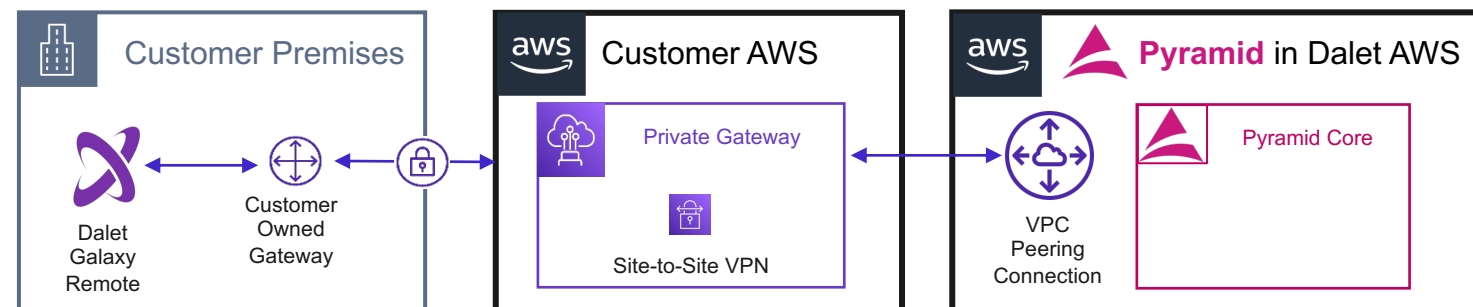 Customer Premises
Dalet
Galaxy
Remote
Customer
Owned
Gateway
aws
Customer AWS
Private Gateway
Site-to-Site VPN
aws
Pyramid in Dalet AWS
VPC
Peering
Connection
Pyramid Core